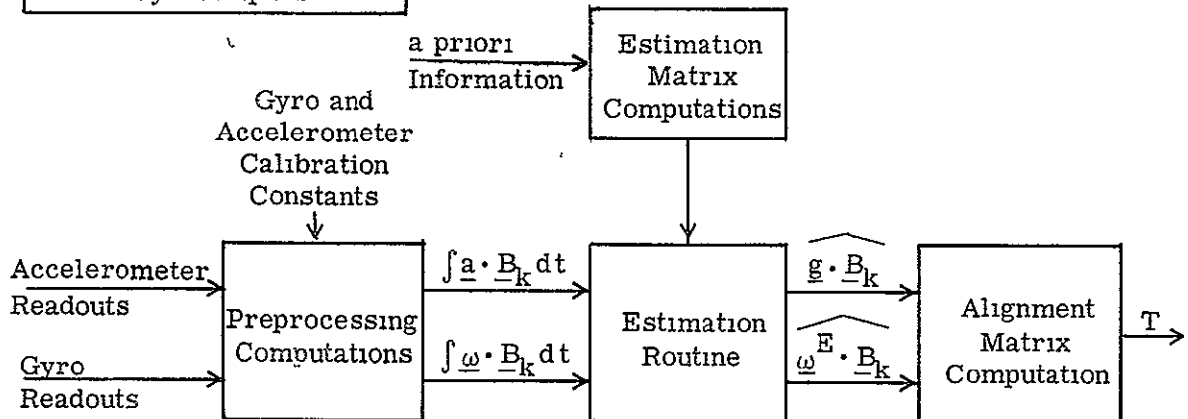 a priori
Information
Estimation
Matrix
Computations
Gyro and
Accelerometer
Calibration
Constants
Accelerometer
Readouts
Gyro
Readouts
Preprocessing
Computations
∫ a · B_k dt
∫ ω · B_k dt
Estimation
Routine
g · B_k
ω^E · B_k
Alignment
Matrix
Computation
T